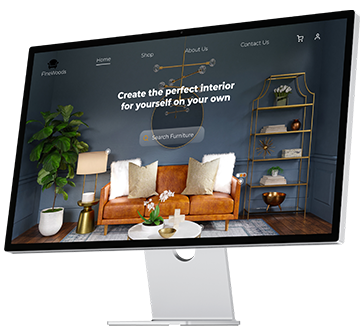 FineWoods
Home
Shop
About Us
Contact Us
Create the perfect interior
for yourself on your own
Search Furniture